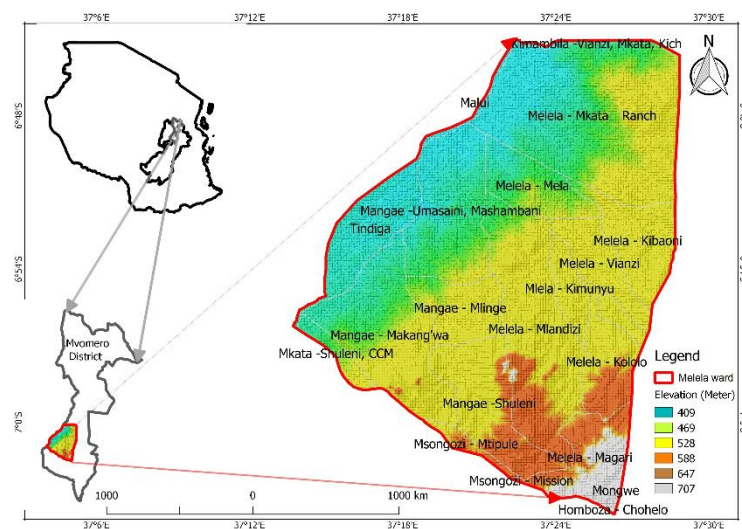 37°6'E 37°12'E 37°18'E 37°24'E 37°30'E
N
Kimambila -Vianzi, Mkata, Kich
Malui
Melela - Mkata Ranch
6°48'S
Melela - Mela
Mangae -Umasaini, Mashambani
Tindiga
Melela - Kibaoni
Melela - Vianzi
6°54'S
Mlela - Kimunyu
Mangae - Mlinge
Melela - Mlandizi
Mangae - Makang'wa
Mkata -Shuleni, CCM
Mvomero
District
Melela - Kololo
Legend
Melela ward
Elevation (Meter)
409
469
528
588
647
707
Mangae -Shuleni
7°0'S
Msongozi - Mtipule
Melela - Magari
Msongozi - Mission
Mongwe
Homboza - Chohelo
1000 0 1000 km
37°6'E 37°12'E 37°18'E 37°24'E 37°30'E